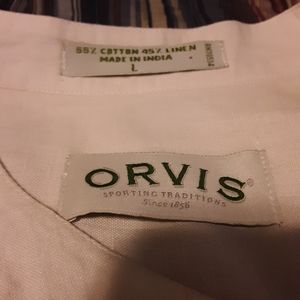 55% COTTON 45% LINEN
MADE IN INDIA
L
ORVIS®
SPORTING TRADITIONS
Since 1856